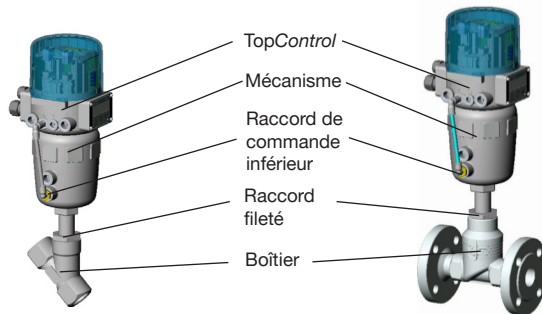 TopControl
Mécanisme
Raccord de
commande
inférieur
Raccord
fileté
Boîtier